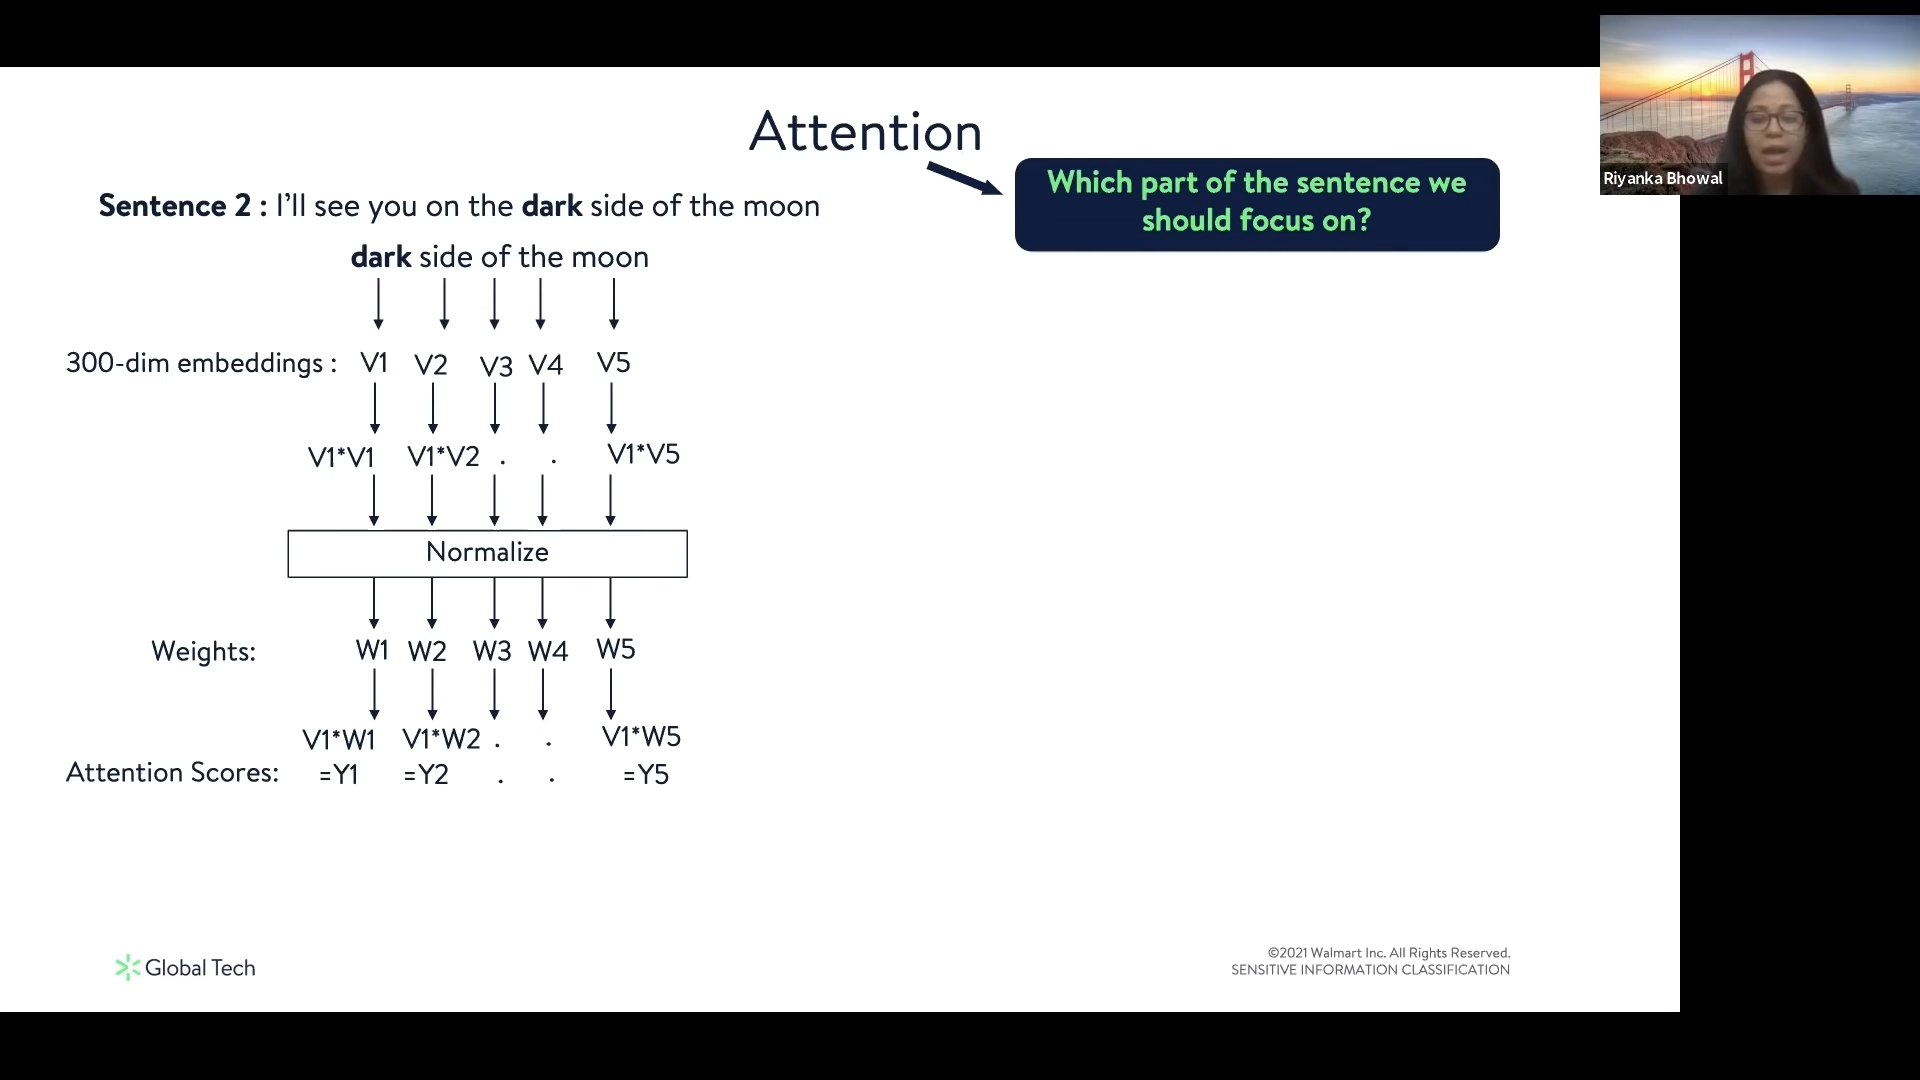 Attention
Which part of the sentence we
should focus on?
Riyanka Bhowal
Sentence 2 : I'll see you on the dark side of the moon
dark side of the moon
300-dim embeddings : V1 V2 V3 V4 V5
V1*V1 V1*V2 . . V1*V5
Normalize
Weights: W1 W2 W3 W4 W5
V1*W1 V1*W2 . . V1*W5
Attention Scores: =Y1 =Y2 . . =Y5
Global Tech
©2021 Walmart Inc. All Rights Reserved.
SENSITIVE INFORMATION CLASSIFICATION